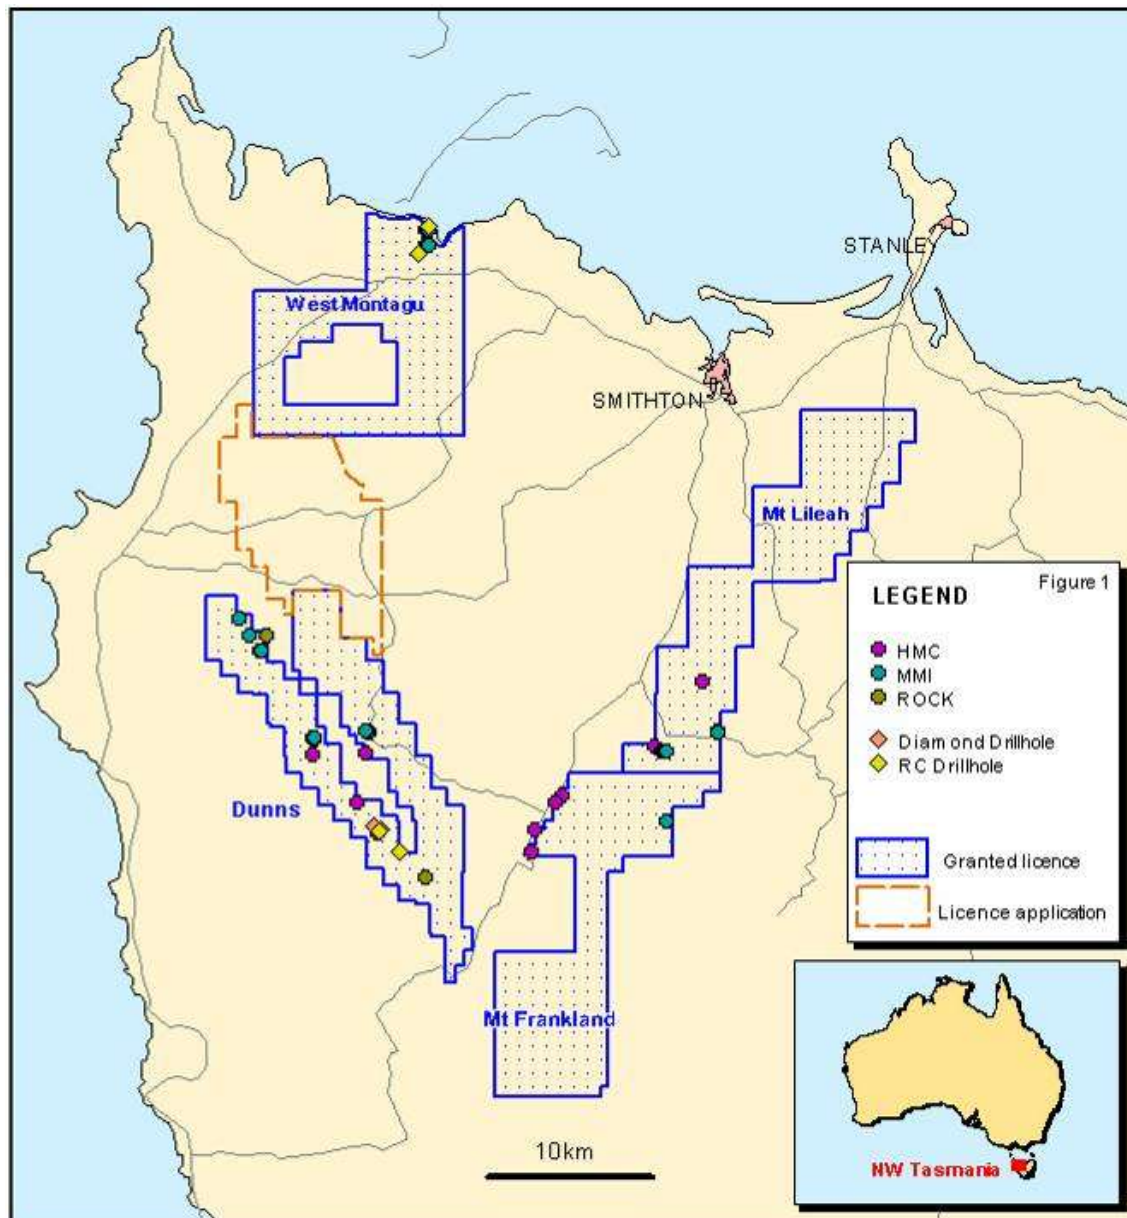 STANLEY
West Montagu
SMITHTON
Mt Lileah
Figure 1
LEGEND
HMC
MMI
ROCK
Diamond Drillhole
RC Drillhole
Dunns
Granted licence
Licence application
Mt Frankland
10km
NW Tasmania